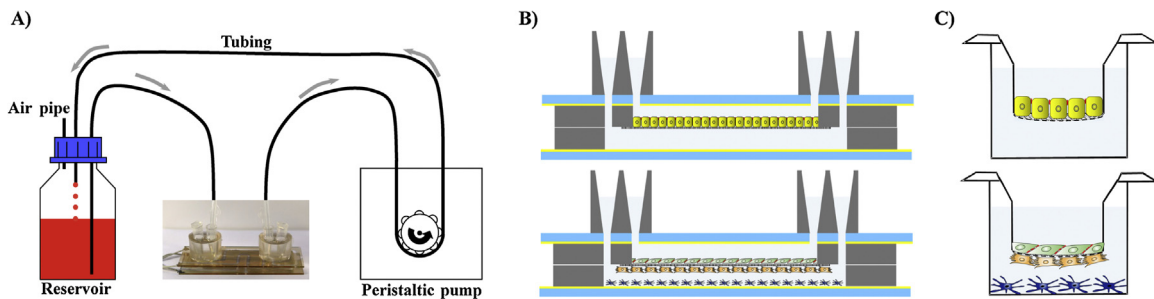 A)
Tubing
Air pipe
Reservoir
Peristaltic pump
B)
C)